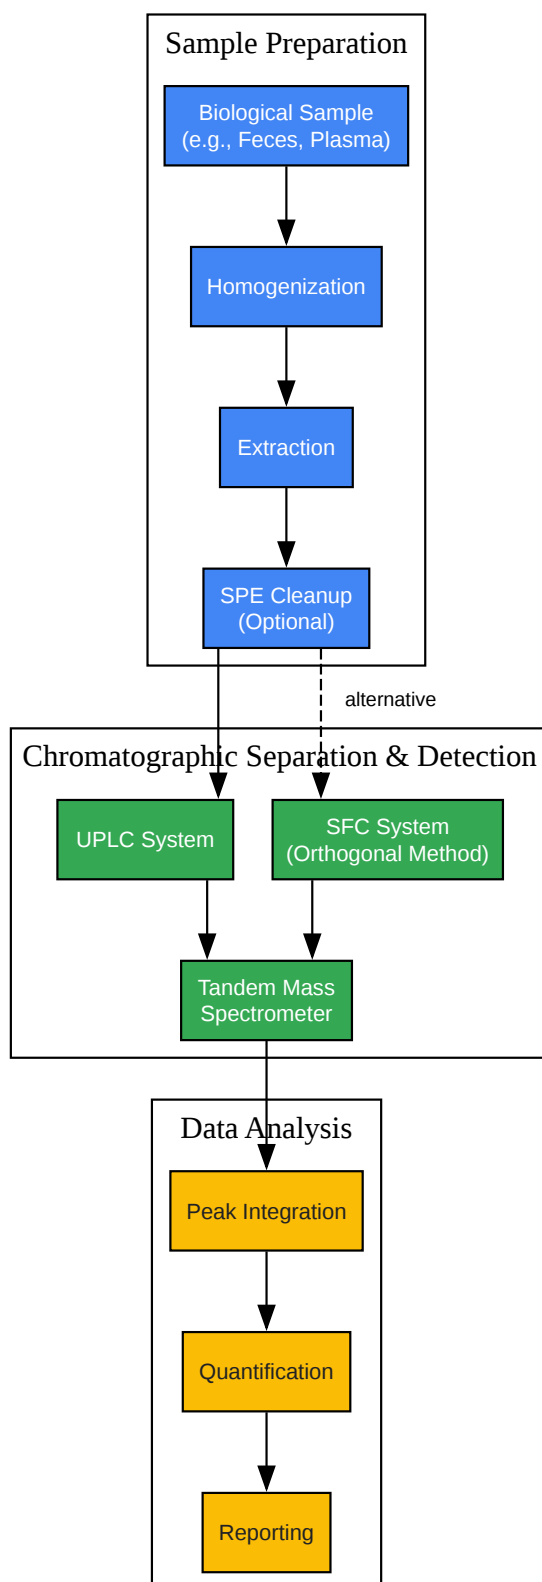 Sample Preparation
Biological Sample
(e.g., Feces, Plasma)
Homogenization
Extraction
SPE Cleanup
(Optional)
alternative
Chromatographic Separation & Detection
UPLC System
SFC System
(Orthogonal Method)
Tandem Mass
Spectrometer
Data Analysis
Peak Integration
Quantification
Reporting